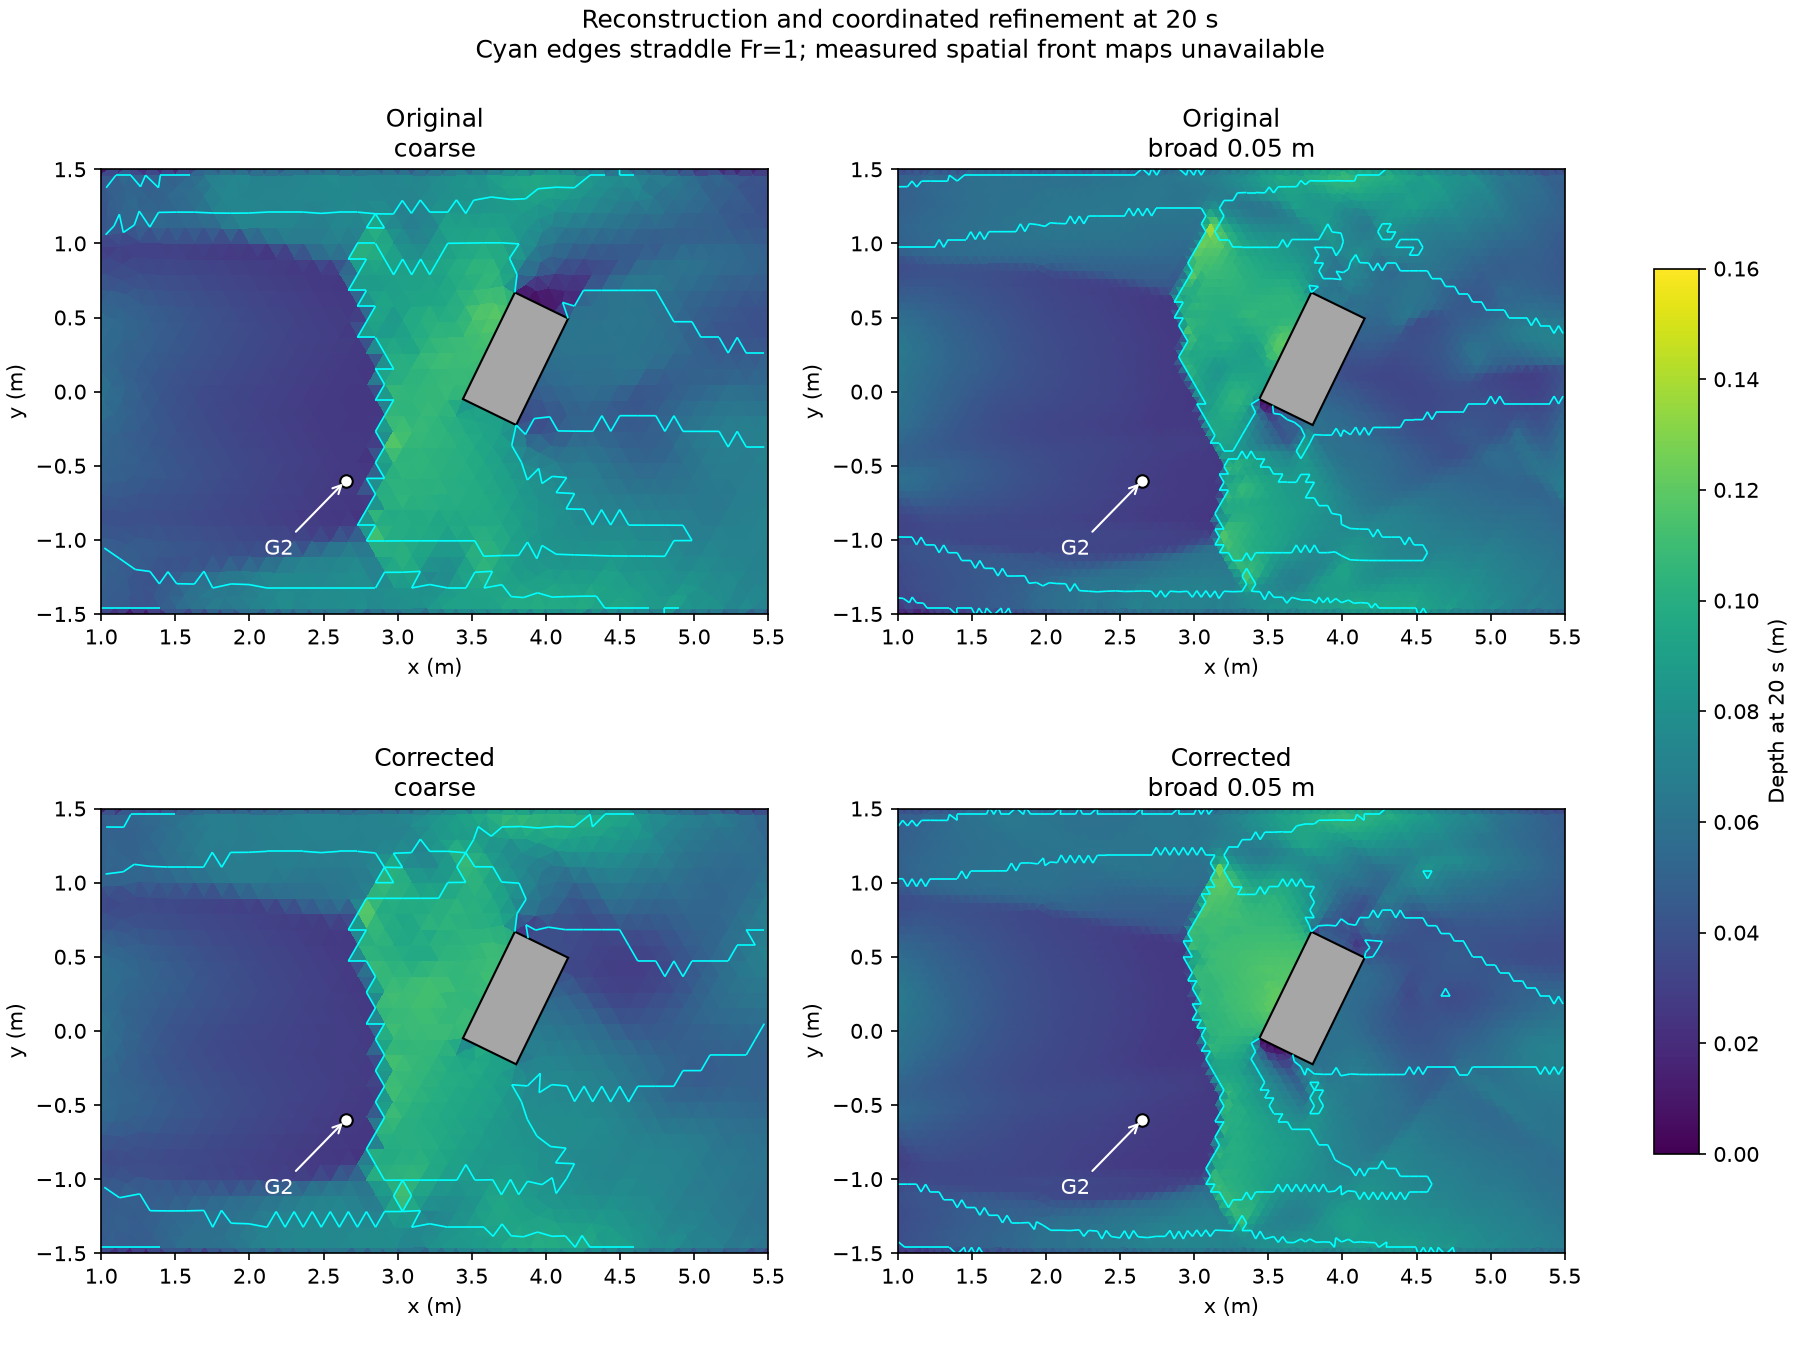 Reconstruction and coordinated refinement at 20 s
Cyan edges straddle Fr=1; measured spatial front maps unavailable
Original
coarse
1.5
1.0
0.5
0.0
−0.5
−1.0
−1.5
y (m)
G2
1.0 1.5 2.0 2.5 3.0 3.5 4.0 4.5 5.0 5.5
x (m)
Original
broad 0.05 m
1.5
1.0
0.5
0.0
−0.5
−1.0
−1.5
y (m)
G2
1.0 1.5 2.0 2.5 3.0 3.5 4.0 4.5 5.0 5.5
x (m)
Corrected
coarse
1.5
1.0
0.5
0.0
−0.5
−1.0
−1.5
y (m)
G2
1.0 1.5 2.0 2.5 3.0 3.5 4.0 4.5 5.0 5.5
x (m)
Corrected
broad 0.05 m
1.5
1.0
0.5
0.0
−0.5
−1.0
−1.5
y (m)
G2
1.0 1.5 2.0 2.5 3.0 3.5 4.0 4.5 5.0 5.5
x (m)
0.16
0.14
0.12
0.10
0.08
0.06
0.04
0.02
0.00
Depth at 20 s (m)